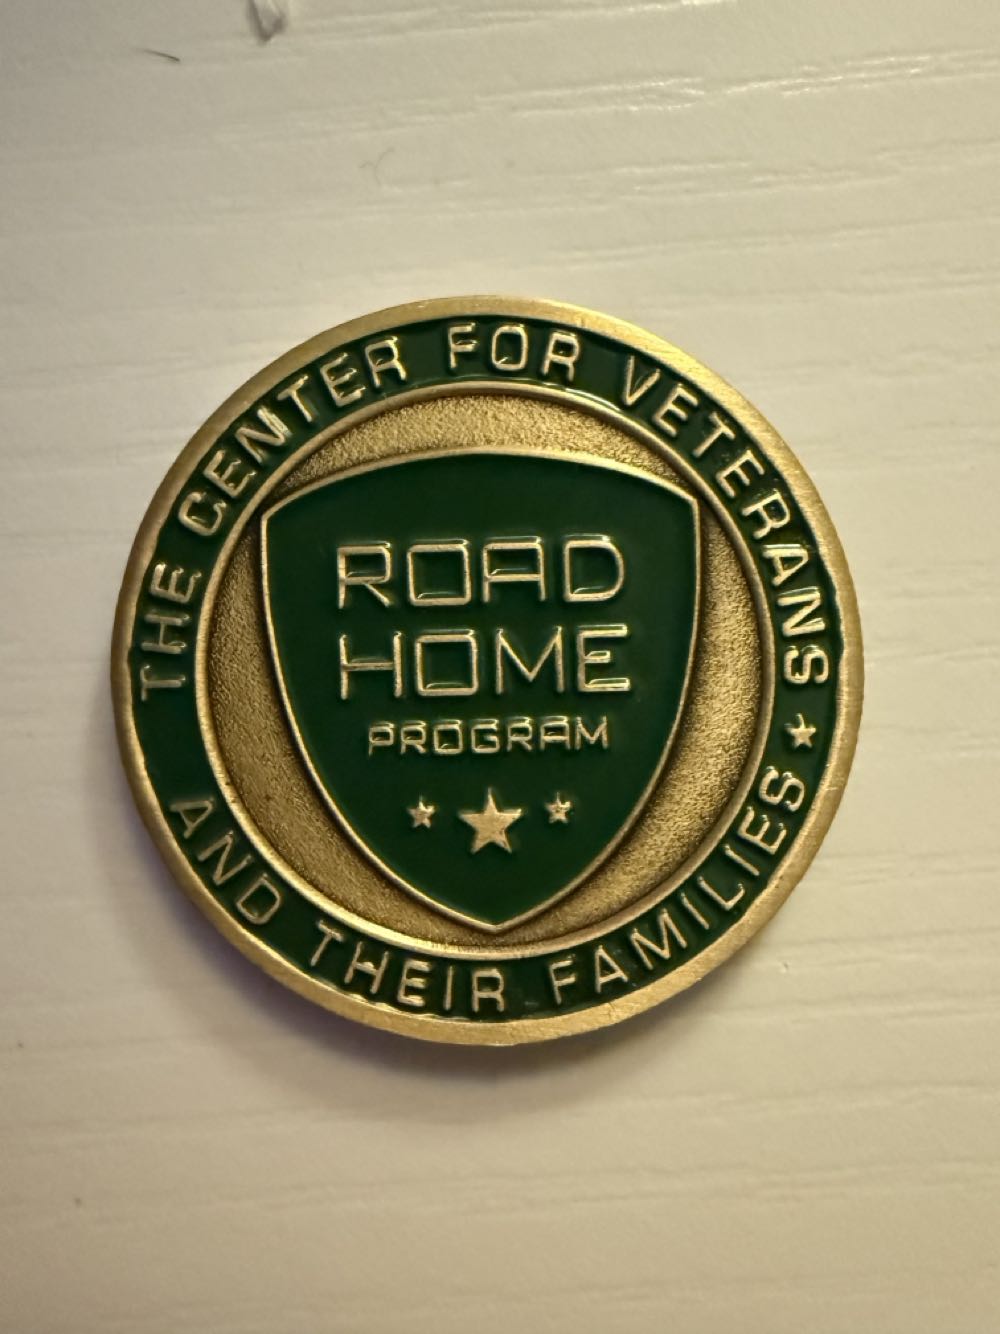 THE CENTER FOR VETERANS
ROAD
HOME
PROGRAM
AND THEIR FAMILIES